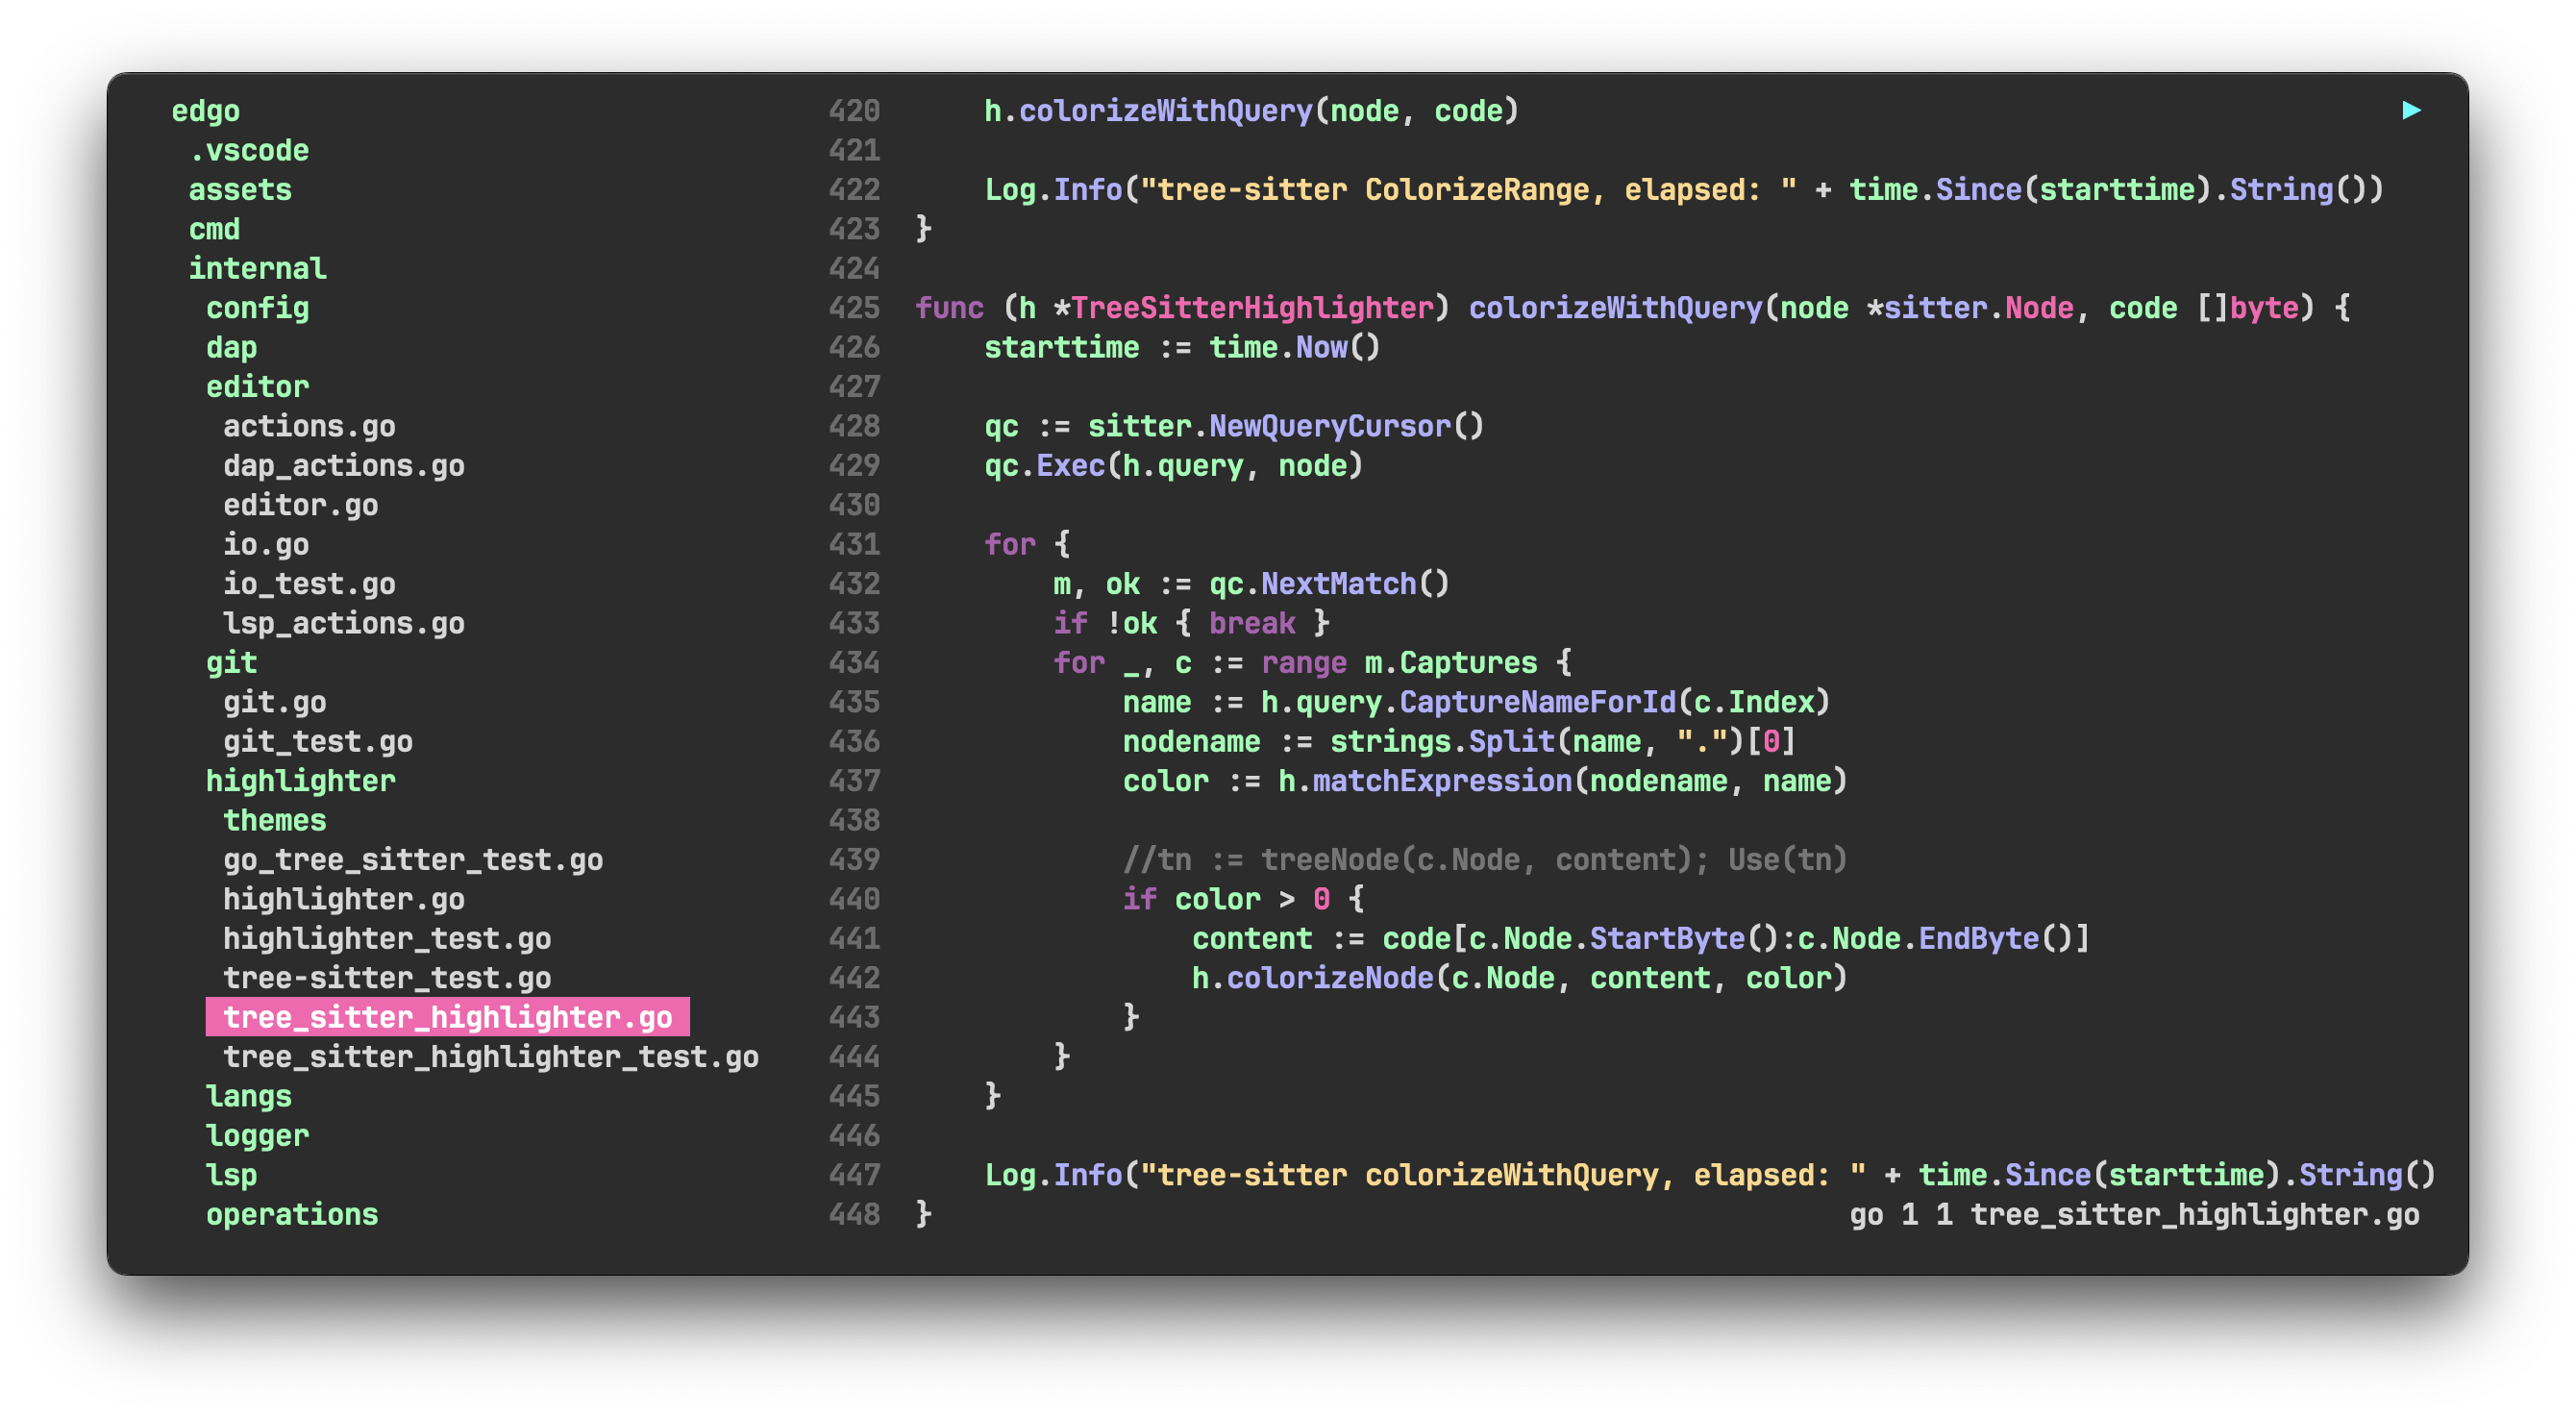 edgo
.vscode
assets
cmd
internal
config
dap
editor
actions.go
dap_actions.go
editor.go
io.go
io_test.go
lsp_actions.go
git
git.go
git_test.go
highlighter
themes
go_tree_sitter_test.go
highlighter.go
highlighter_test.go
tree-sitter_test.go
tree_sitter_highlighter.go
tree_sitter_highlighter_test.go
langs
logger
lsp
operations
420     h.colorizeWithQuery(node, code)
421
422     Log.Info("tree-sitter ColorizeRange, elapsed: " + time.Since(starttime).String())
423 }
424
425 func (h *TreeSitterHighlighter) colorizeWithQuery(node *sitter.Node, code []byte) {
426     starttime := time.Now()
427
428     qc := sitter.NewQueryCursor()
429     qc.Exec(h.query, node)
430
431     for {
432         m, ok := qc.NextMatch()
433         if !ok { break }
434         for _, c := range m.Captures {
435             name := h.query.CaptureNameForId(c.Index)
436             nodename := strings.Split(name, ".")[0]
437             color := h.matchExpression(nodename, name)
438
439             //tn := treeNode(c.Node, content); Use(tn)
440             if color > 0 {
441                 content := code[c.Node.StartByte():c.Node.EndByte()]
442                 h.colorizeNode(c.Node, content, color)
443             }
444         }
445     }
446
447     Log.Info("tree-sitter colorizeWithQuery, elapsed: " + time.Since(starttime).String()
448 }
go 1 1 tree_sitter_highlighter.go